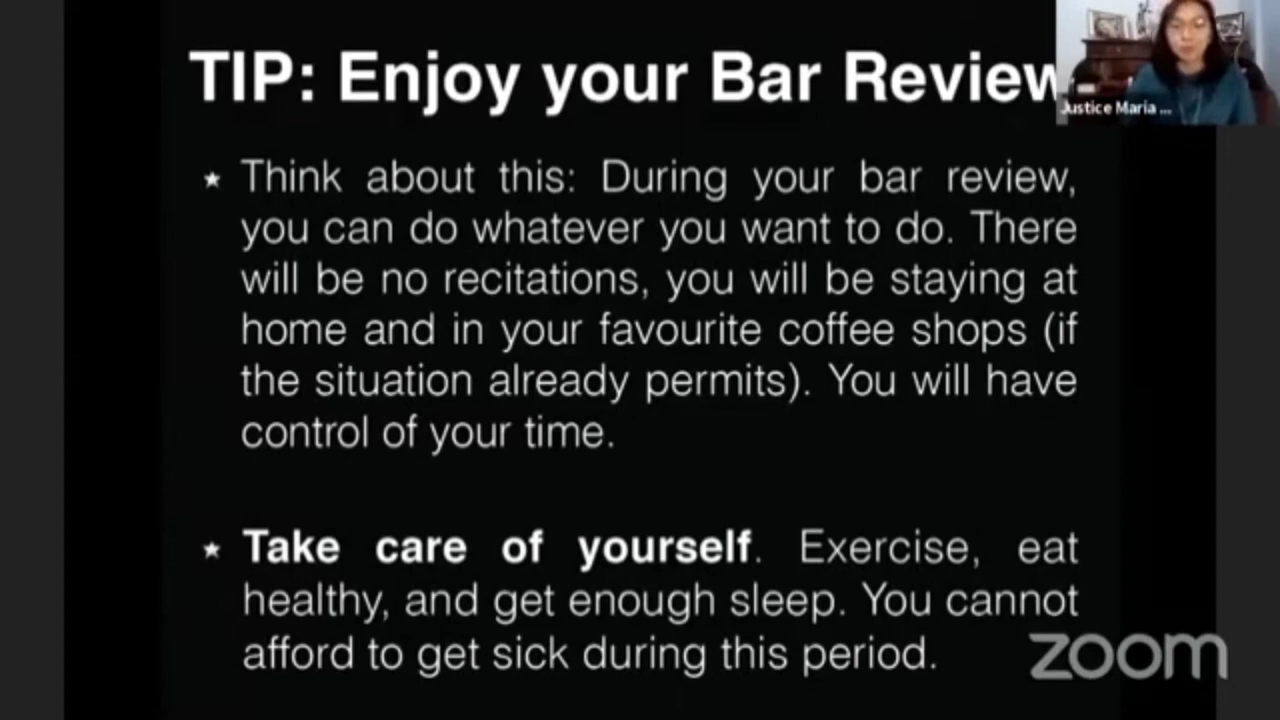 TIP: Enjoy your Bar Review
Justice Maria ...
★ Think about this: During your bar review,
you can do whatever you want to do. There
will be no recitations, you will be staying at
home and in your favourite coffee shops (if
the situation already permits). You will have
control of your time.
★ Take care of yourself. Exercise, eat
healthy, and get enough sleep. You cannot
afford to get sick during this period.
zoom